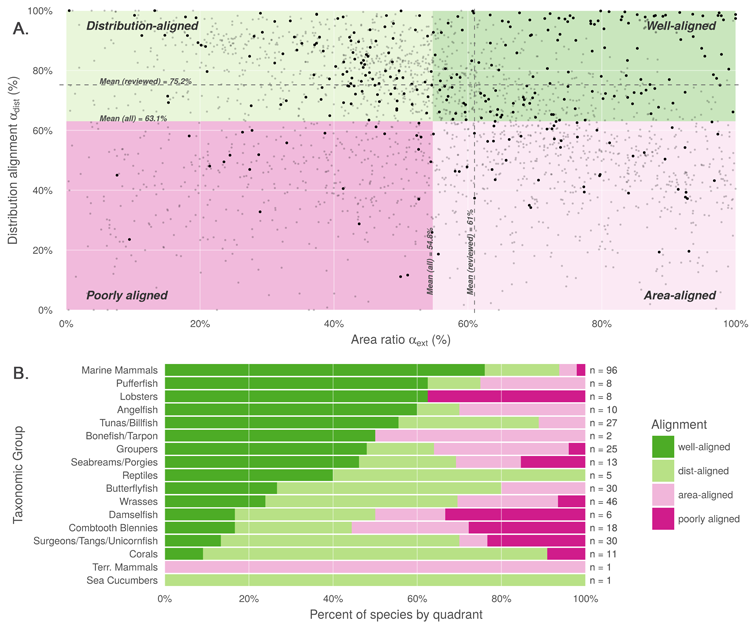 A.
Distribution alignment αdist (%)
100%
80%
60%
40%
20%
0%
Distribution-aligned
Well-aligned
Mean (reviewed) = 75.2%
Mean (all) = 63.1%
Mean (all) = 54.8%
Mean (reviewed) = 61%
Poorly aligned
Area-aligned
0%
20%
40%
60%
80%
100%
Area ratio αext (%)
B.
Taxonomic Group
Marine Mammals n = 96
Pufferfish n = 8
Lobsters n = 8
Angelfish n = 10
Tunas/Billfish n = 27
Bonefish/Tarpon n = 2
Groupers n = 25
Seabreams/Porgies n = 13
Reptiles n = 5
Butterflyfish n = 30
Wrasses n = 46
Damselfish n = 6
Combtooth Blennies n = 18
Surgeons/Tangs/Unicornfish n = 30
Corals n = 11
Terr. Mammals n = 1
Sea Cucumbers n = 1
0%
20%
40%
60%
80%
100%
Percent of species by quadrant
Alignment
well-aligned
dist-aligned
area-aligned
poorly aligned